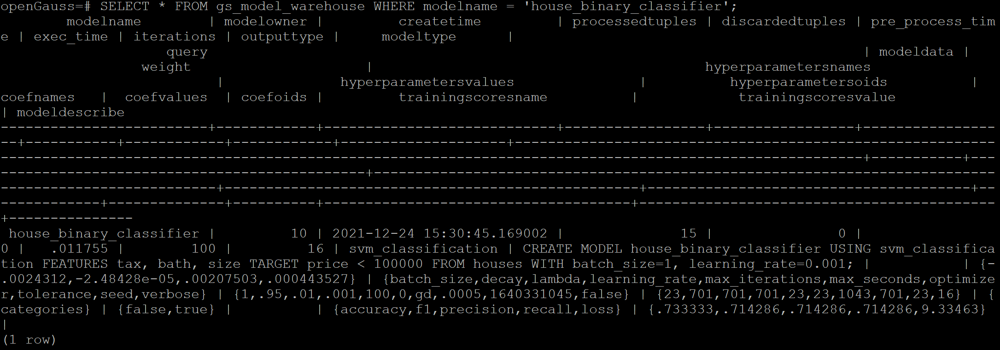 openGauss=# SELECT * FROM gs_model_warehouse WHERE modelname = 'house_binary_classifier';
        modelname        | modelowner |         createtime         | processedtuples | discardedtuples | pre_process_tim
e | exec_time | iterations | outputtype |     modeltype      |
                    query                                                                               | modeldata |
                 weight                     |                                        hyperparametersnames
                          |              hyperparametersvalues               |          hyperparametersoids          |
coefnames   |  coefvalues  | coefoids |         trainingscoresname          |            trainingscoresvalue
| modeldescribe
-------------------------+------------+----------------------------+-----------------+-----------------+----------------
--+-----------+------------+------------+--------------------+----------------------------------------------------------
--------------------------------------------------------------------------------------------------------+-----------+---
--------------------------------------------+---------------------------------------------------------------------------
--------------------------+--------------------------------------------------+---------------------------------------+--
------------+--------------+----------+-------------------------------------+-------------------------------------------
+---------------
 house_binary_classifier |         10 | 2021-12-24 15:30:45.169002 |              15 |               0 |
0 |   .011755 |        100 |         16 | svm_classification | CREATE MODEL house_binary_classifier USING svm_classifica
tion FEATURES tax, bath, size TARGET price < 100000 FROM houses WITH batch_size=1, learning_rate=0.001; |           | {-
.0024312,-2.48428e-05,.00207503,.000443527} | {batch_size,decay,lambda,learning_rate,max_iterations,max_seconds,optimize
r,tolerance,seed,verbose} | {1,.95,.01,.001,100,0,gd,.0005,1640331045,false} | {23,701,701,701,23,23,1043,701,23,16} | {
categories} | {false,true} |          | {accuracy,f1,precision,recall,loss} | {.733333,.714286,.714286,.714286,9.33463}
|
(1 row)